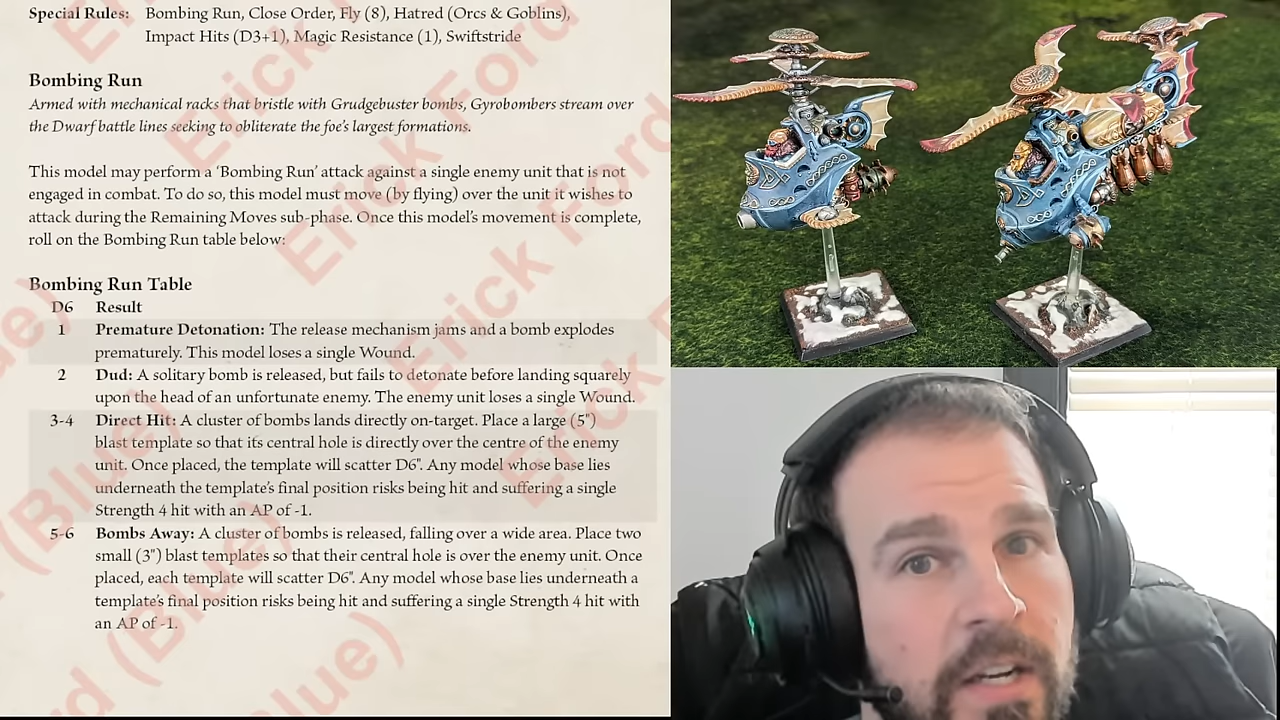 Special Rules: Bombing Run, Close Order, Fly (8), Hatred (Orcs & Goblins),
Impact Hits (D3+1), Magic Resistance (1), Swiftstride
Bombing Run
Armed with mechanical racks that bristle with Grudgebuster bombs, Gyrobombers stream over
the Dwarf battle lines seeking to obliterate the foe's largest formations.
This model may perform a ‘Bombing Run’ attack against a single enemy unit that is not
engaged in combat. To do so, this model must move (by flying) over the unit it wishes to
attack during the Remaining Moves sub-phase. Once this model's movement is complete,
roll on the Bombing Run table below:
Bombing Run Table
D6 Result
1 Premature Detonation: The release mechanism jams and a bomb explodes
prematurely. This model loses a single Wound.
2 Dud: A solitary bomb is released, but fails to detonate before landing squarely
upon the head of an unfortunate enemy. The enemy unit loses a single Wound.
3-4 Direct Hit: A cluster of bombs lands directly on-target. Place a large (5")
blast template so that its central hole is directly over the centre of the enemy
unit. Once placed, the template will scatter D6". Any model whose base lies
underneath the template's final position risks being hit and suffering a single
Strength 4 hit with an AP of -1.
5-6 Bombs Away: A cluster of bombs is released, falling over a wide area. Place two
small (3") blast templates so that their central hole is over the enemy unit. Once
placed, each template will scatter D6". Any model whose base lies underneath a
template's final position risks being hit and suffering a single Strength 4 hit with
an AP of -1.
Erick Ford (Blue)